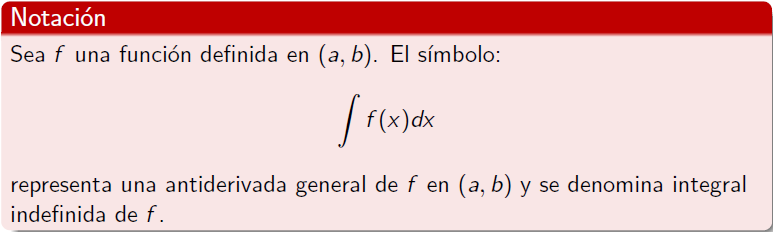 Notación
Sea f una función definida en (a, b). El símbolo:
∫ f(x)dx
representa una antiderivada general de f en (a, b) y se denomina integral
indefinida de f.